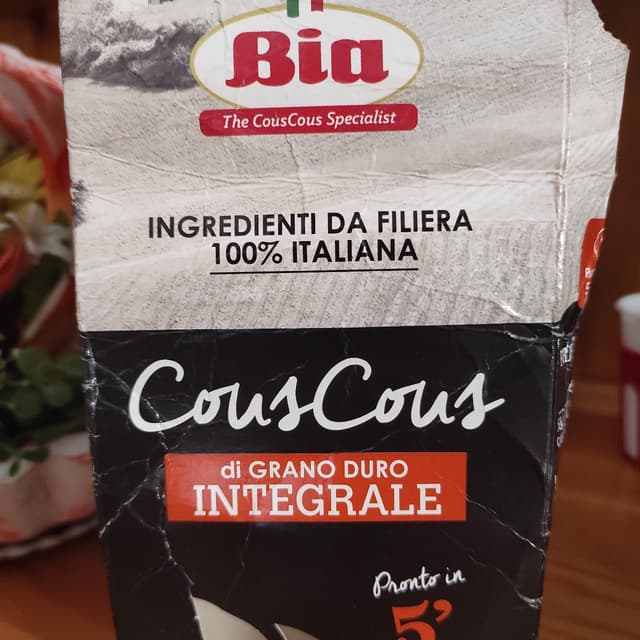 Bia
The CousCous Specialist
INGREDIENTI DA FILIERA
100% ITALIANA
CousCous
di GRANO DURO
INTEGRALE
Pronto in
5'